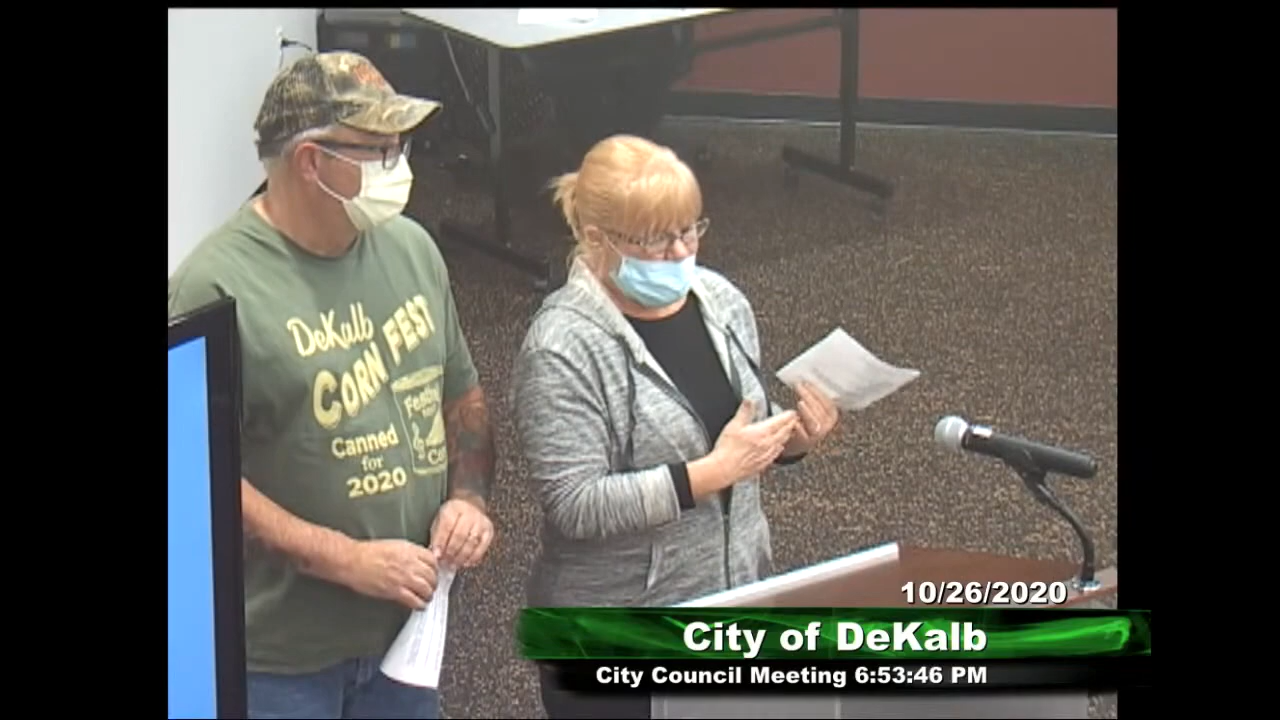 DeKalb
CORN FEST
Canned
for
2020
Festival
10/26/2020
City of DeKalb
City Council Meeting 6:53:46 PM